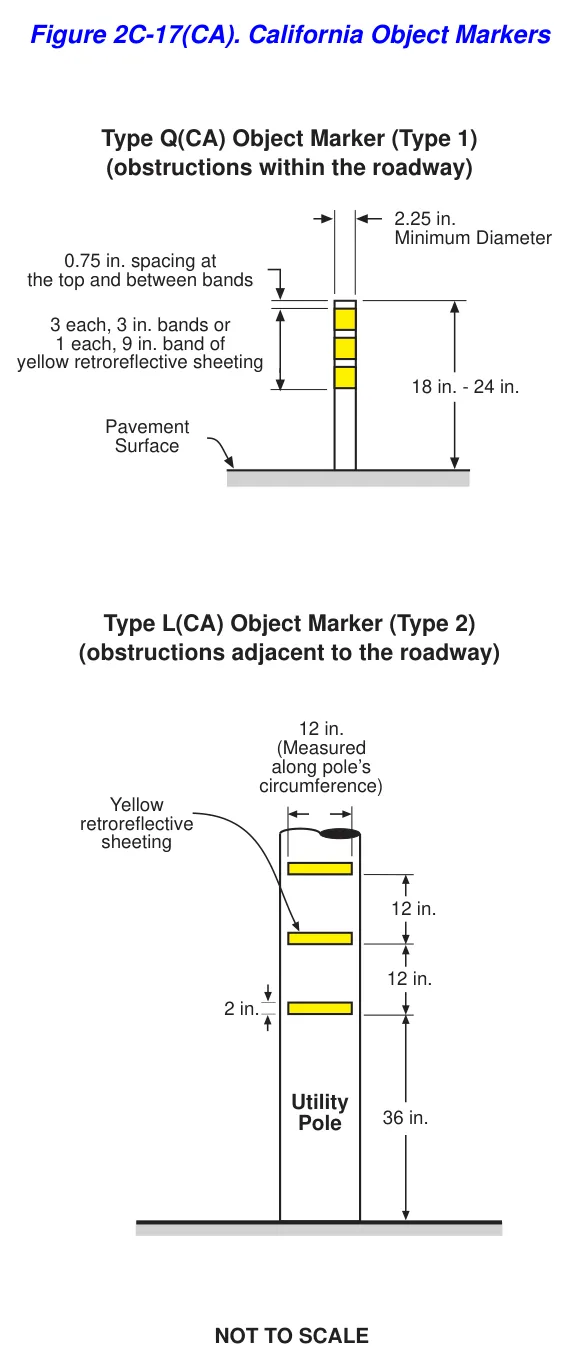 Figure 2C-17(CA). California Object Markers
Type Q(CA) Object Marker (Type 1)
(obstructions within the roadway)
2.25 in.
Minimum Diameter
0.75 in. spacing at
the top and between bands
3 each, 3 in. bands or
1 each, 9 in. band of
yellow retroreflective sheeting
18 in. - 24 in.
Pavement
Surface
Type L(CA) Object Marker (Type 2)
(obstructions adjacent to the roadway)
12 in.
(Measured
along pole's
circumference)
Yellow
retroreflective
sheeting
12 in.
12 in.
2 in.
Utility
Pole
36 in.
NOT TO SCALE